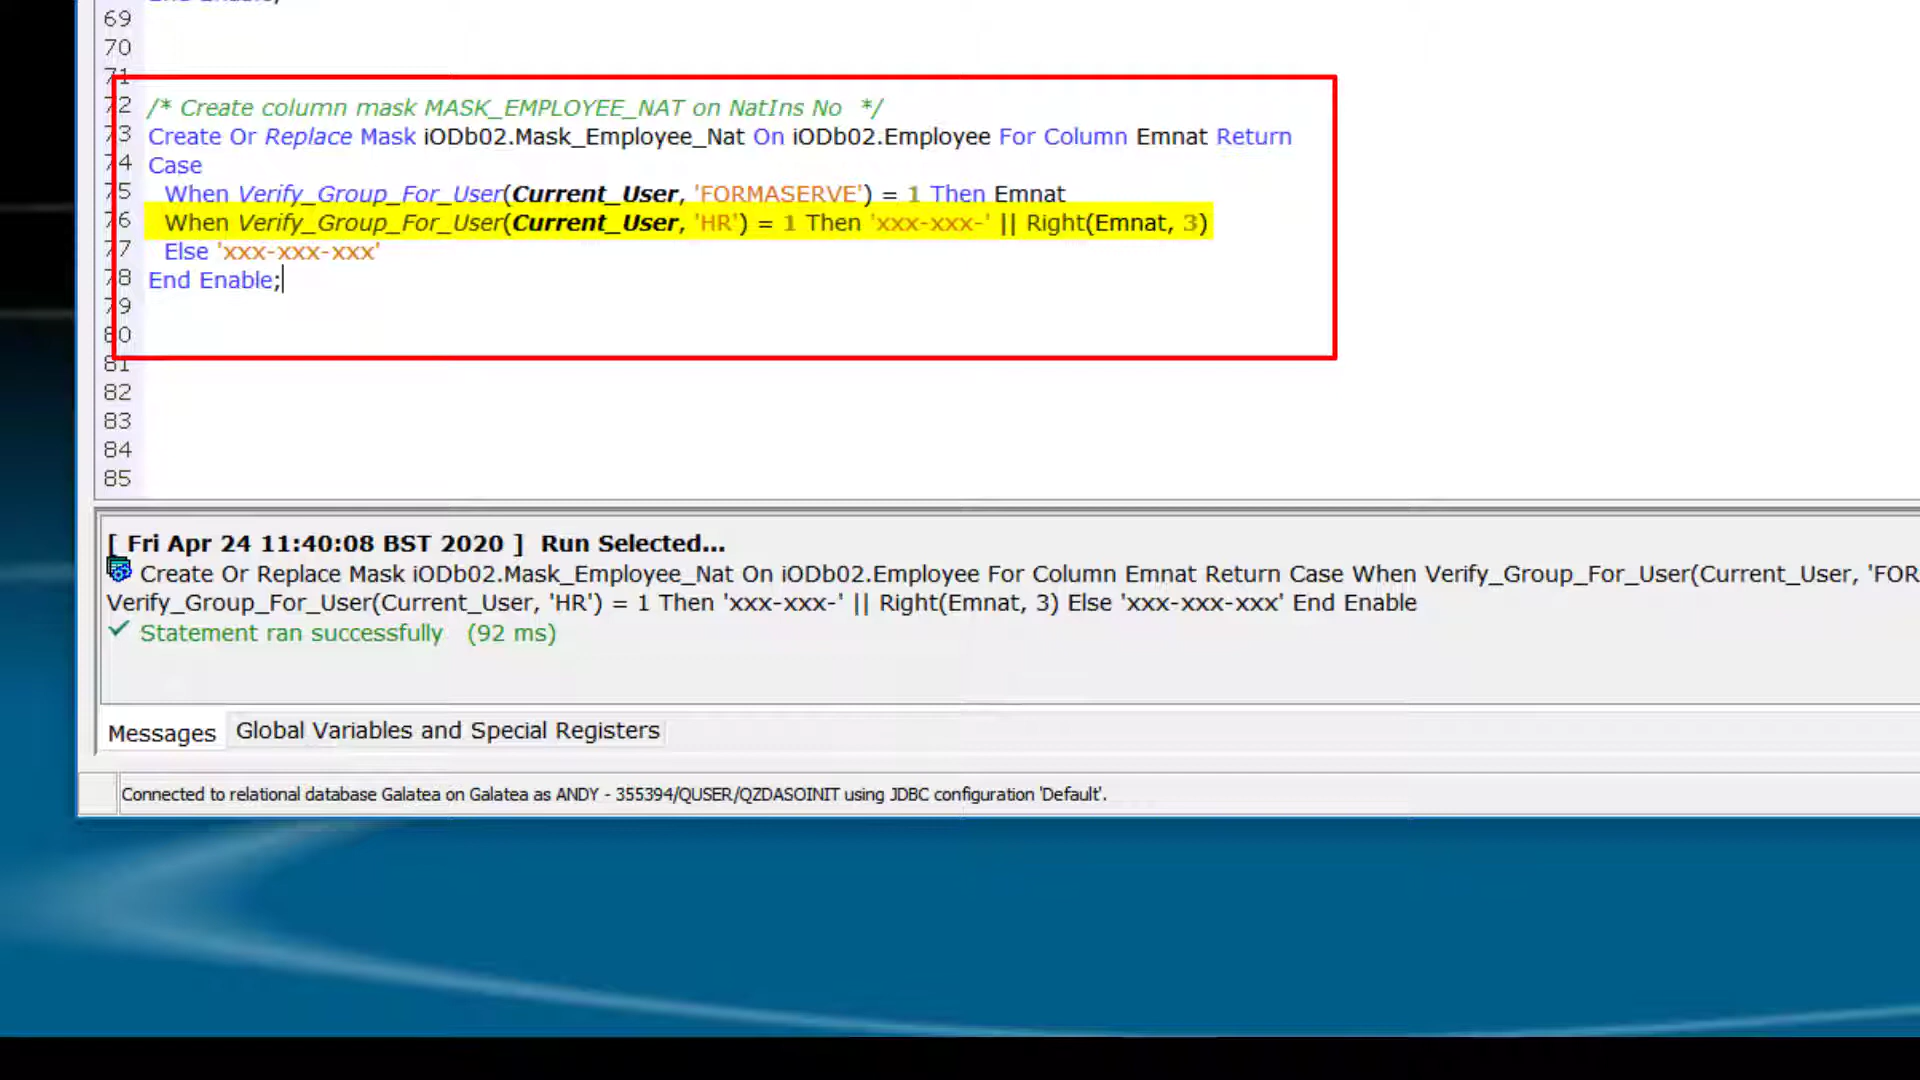 End Enable;
69
70
71
72 /* Create column mask MASK_EMPLOYEE_NAT on NatIns No */
73 Create Or Replace Mask iODb02.Mask_Employee_Nat On iODb02.Employee For Column Emnat Return
74 Case
75 When Verify_Group_For_User(Current_User, 'FORMASERVE') = 1 Then Emnat
76 When Verify_Group_For_User(Current_User, 'HR') = 1 Then 'xxx-xxx-' || Right(Emnat, 3)
77 Else 'xxx-xxx-xxx'
78 End Enable;
79
80
81
82
83
84
85
[ Fri Apr 24 11:40:08 BST 2020 ] Run Selected...
Create Or Replace Mask iODb02.Mask_Employee_Nat On iODb02.Employee For Column Emnat Return Case When Verify_Group_For_User(Current_User, 'FOR
Verify_Group_For_User(Current_User, 'HR') = 1 Then 'xxx-xxx-' || Right(Emnat, 3) Else 'xxx-xxx-xxx' End Enable
Statement ran successfully (92 ms)
Messages Global Variables and Special Registers
Connected to relational database Galatea on Galatea as ANDY - 355394/QUSER/QZDASOINIT using JDBC configuration 'Default'.